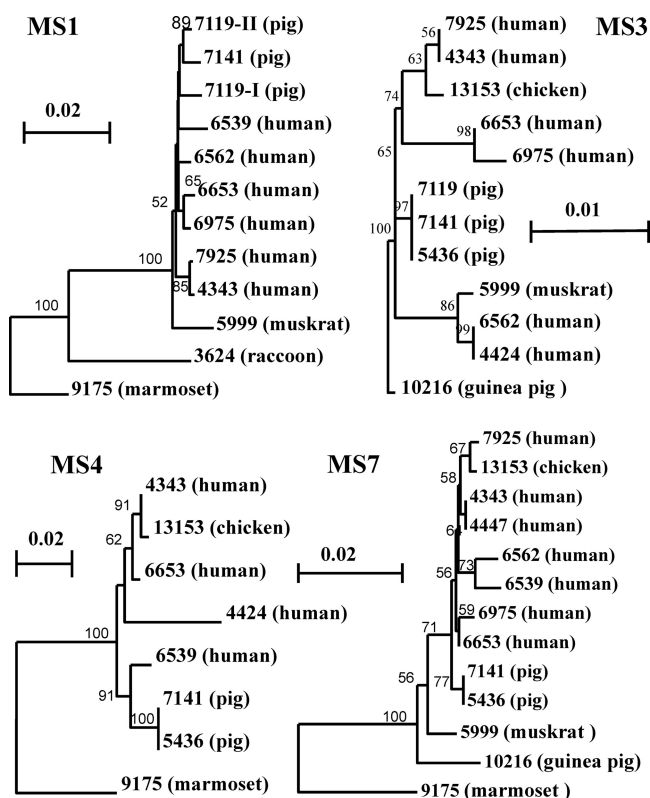 MS1
0.02
89
7119-II (pig)
7141 (pig)
7119-I (pig)
6539 (human)
6562 (human)
65
6653 (human)
52
6975 (human)
100
7925 (human)
85
4343 (human)
100
5999 (muskrat)
3624 (raccoon)
9175 (marmoset)
MS3
56
7925 (human)
63
4343 (human)
13153 (chicken)
74
98
6653 (human)
65
6975 (human)
7119 (pig)
97
0.01
7141 (pig)
100
5436 (pig)
5999 (muskrat)
86
6562 (human)
99
4424 (human)
10216 (guinea pig )
MS4
0.02
4343 (human)
91
13153 (chicken)
62
6653 (human)
4424 (human)
100
6539 (human)
91
7141 (pig)
100
5436 (pig)
9175 (marmoset)
MS7
0.02
7925 (human)
67
13153 (chicken)
58
4343 (human)
4447 (human)
6562 (human)
73
56
6539 (human)
6975 (human)
59
71
6653 (human)
7141 (pig)
77
56
5436 (pig)
100
5999 (muskrat )
10216 (guinea pig)
9175 (marmoset )